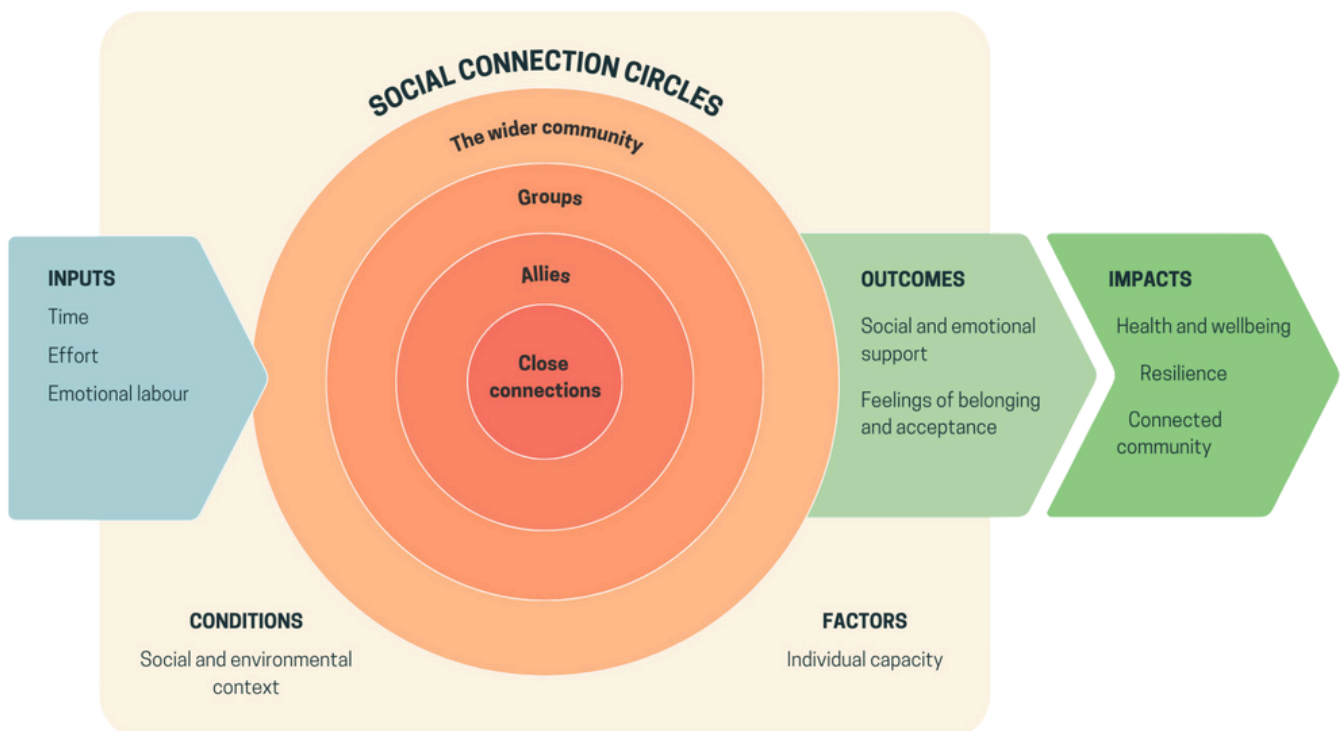 SOCIAL CONNECTION CIRCLES
The wider community
Groups
Allies
Close
connections
INPUTS
Time
Effort
Emotional labour
OUTCOMES
Social and emotional
support
Feelings of belonging
and acceptance
IMPACTS
Health and wellbeing
Resilience
Connected
community
CONDITIONS
Social and environmental
context
FACTORS
Individual capacity